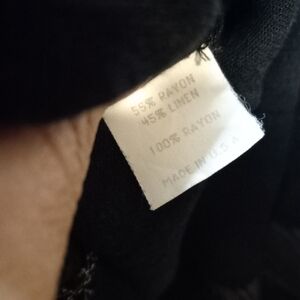 55% RAYON
45% LINEN
100% RAYON
MADE IN U.S.A